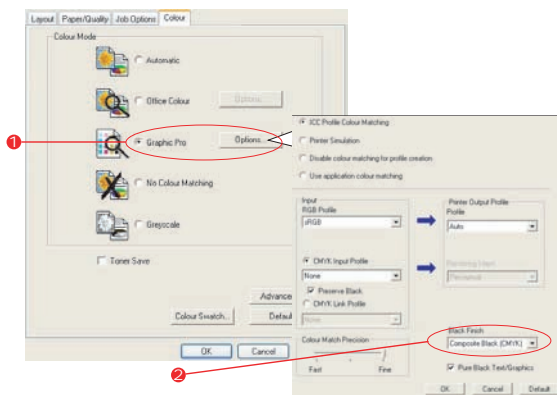 Layout Paper/Quality Job Options Colour
Colour Mode
Automatic
Office Colour Options...
1 Graphic Pro Options...
No Colour Matching
Greyscale
Toner Save
Advance
Colour Swatch... Defaul
OK Cancel
ICC Profile Colour Matching
Printer Simulation
Disable colour matching for profile creation
Use application colour matching
Input
RGB Profile
sRGB
Printer Output Profile
Profile
Auto
CMYK Input Profile
None
Rendering Intent
Perceptual
Preserve Black
CMYK Link Profile
None
Colour Match Precision
Fast Fine
Black Finish
Composite Black (CMYK)
2
Pure Black Text/Graphics
OK Cancel Default